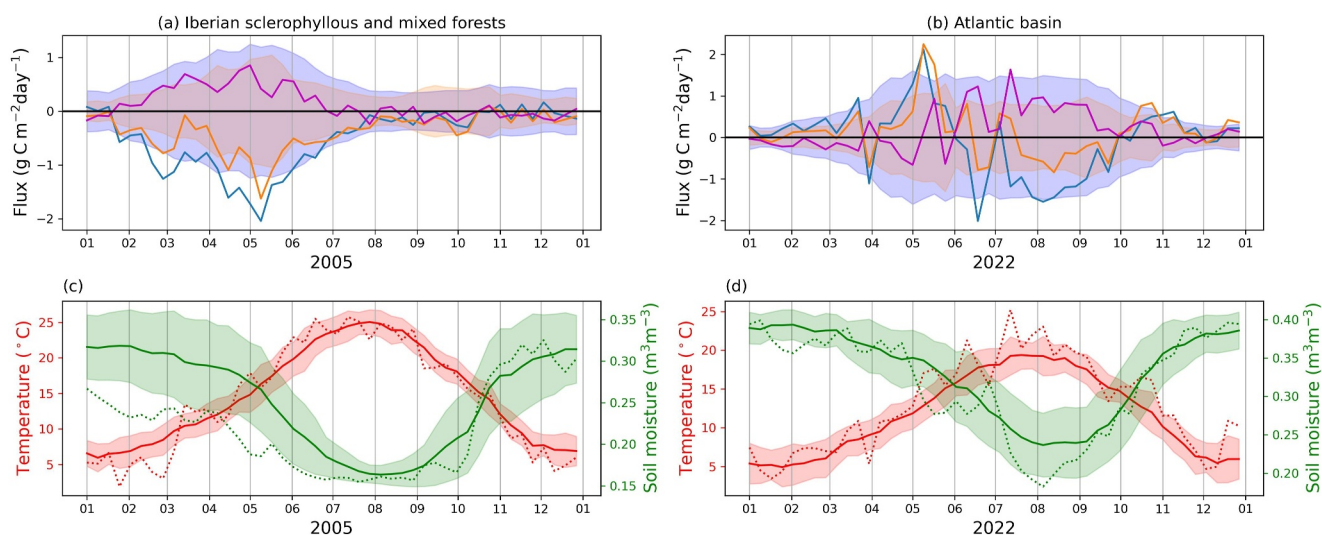 (a) Iberian sclerophyllous and mixed forests
Flux (g C m⁻²day⁻¹)
1
0
−1
−2
01 02 03 04 05 06 07 08 09 10 11 12 01
2005
(b) Atlantic basin
Flux (g C m⁻²day⁻¹)
2
1
0
−1
−2
01 02 03 04 05 06 07 08 09 10 11 12 01
2022
(c)
Temperature (°C)
25
20
15
10
5
0.35
0.30
0.25
0.20
0.15
Soil moisture (m³m⁻³)
01 02 03 04 05 06 07 08 09 10 11 12 01
2005
(d)
Temperature (°C)
25
20
15
10
5
0.40
0.35
0.30
0.25
0.20
Soil moisture (m³m⁻³)
01 02 03 04 05 06 07 08 09 10 11 12 01
2022